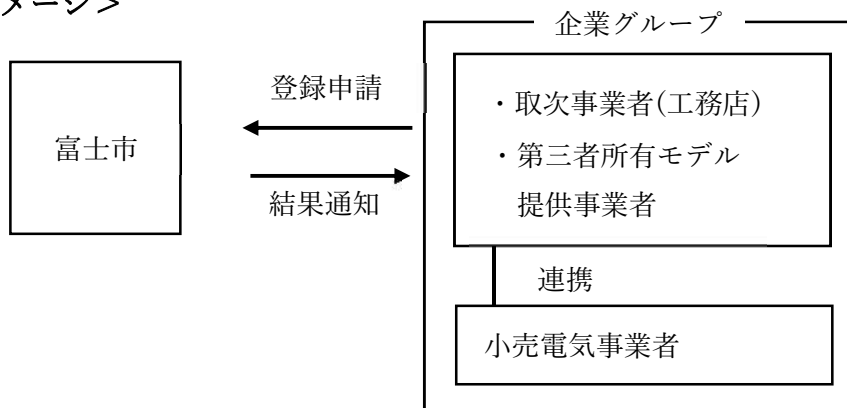 メージ＞
企業グループ
富士市
登録申請
結果通知
・取次事業者(工務店)
・第三者所有モデル
提供事業者
連携
小売電気事業者